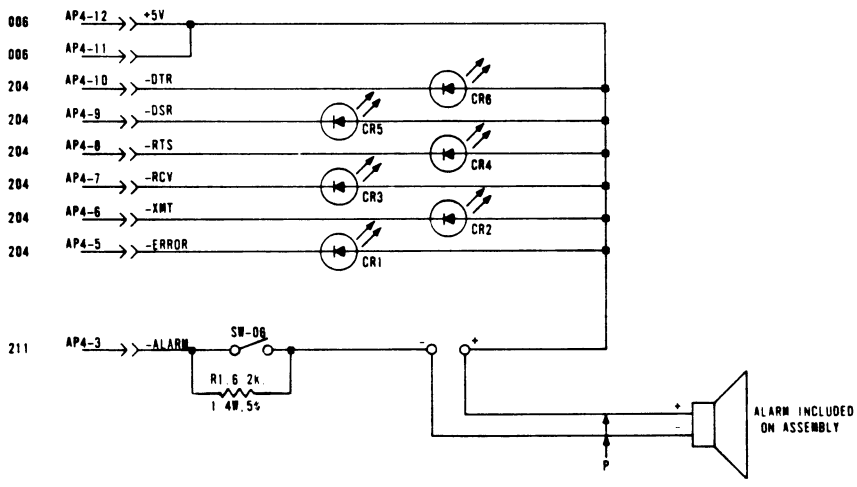 006 AP4-12 +5V
006 AP4-11
204 AP4-10 -DTR
CR6
204 AP4-9 -DSR
CR5
204 AP4-8 -RTS
CR4
204 AP4-7 -RCV
CR3
204 AP4-6 -XMT
CR2
204 AP4-5 -ERROR
CR1
211 AP4-3 -ALARM
SW-06
- +
R1.6 2k.
1 4W.5%
+
-
P
ALARM INCLUDED
ON ASSEMBLY